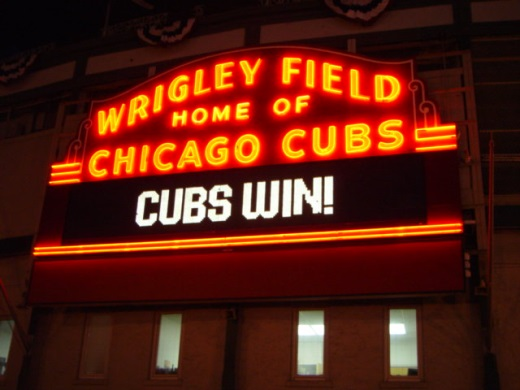 WRIGLEY FIELD
HOME OF
CHICAGO CUBS
CUBS WIN!